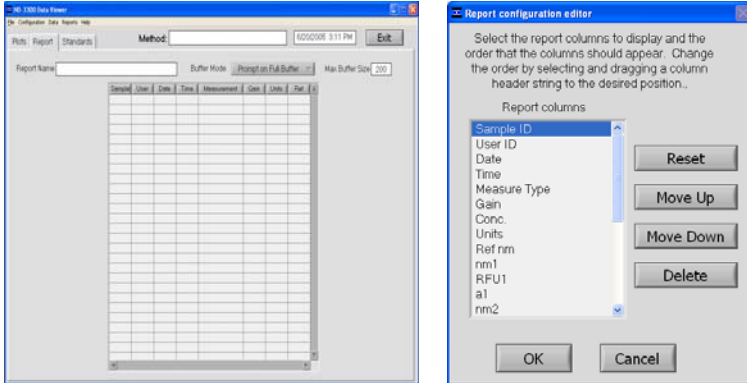 ND 3300 Data Viewer
File Configuration Data Reports Help
Plots Report Standards
Method:
6/20/2005 3:11 PM
Exit
Report Name
Buffer Mode Prompt on Full Buffer
Max Buffer Size 200
Sample User Date Time Measurement Gain Units Ref.
Report configuration editor
Select the report columns to display and the
order that the columns should appear. Change
the order by selecting and dragging a column
header string to the desired position.,
Report columns
Sample ID
User ID
Date
Time
Measure Type
Gain
Conc.
Units
Ref nm
nm1
RFU1
a1
nm2
Reset
Move Up
Move Down
Delete
OK
Cancel